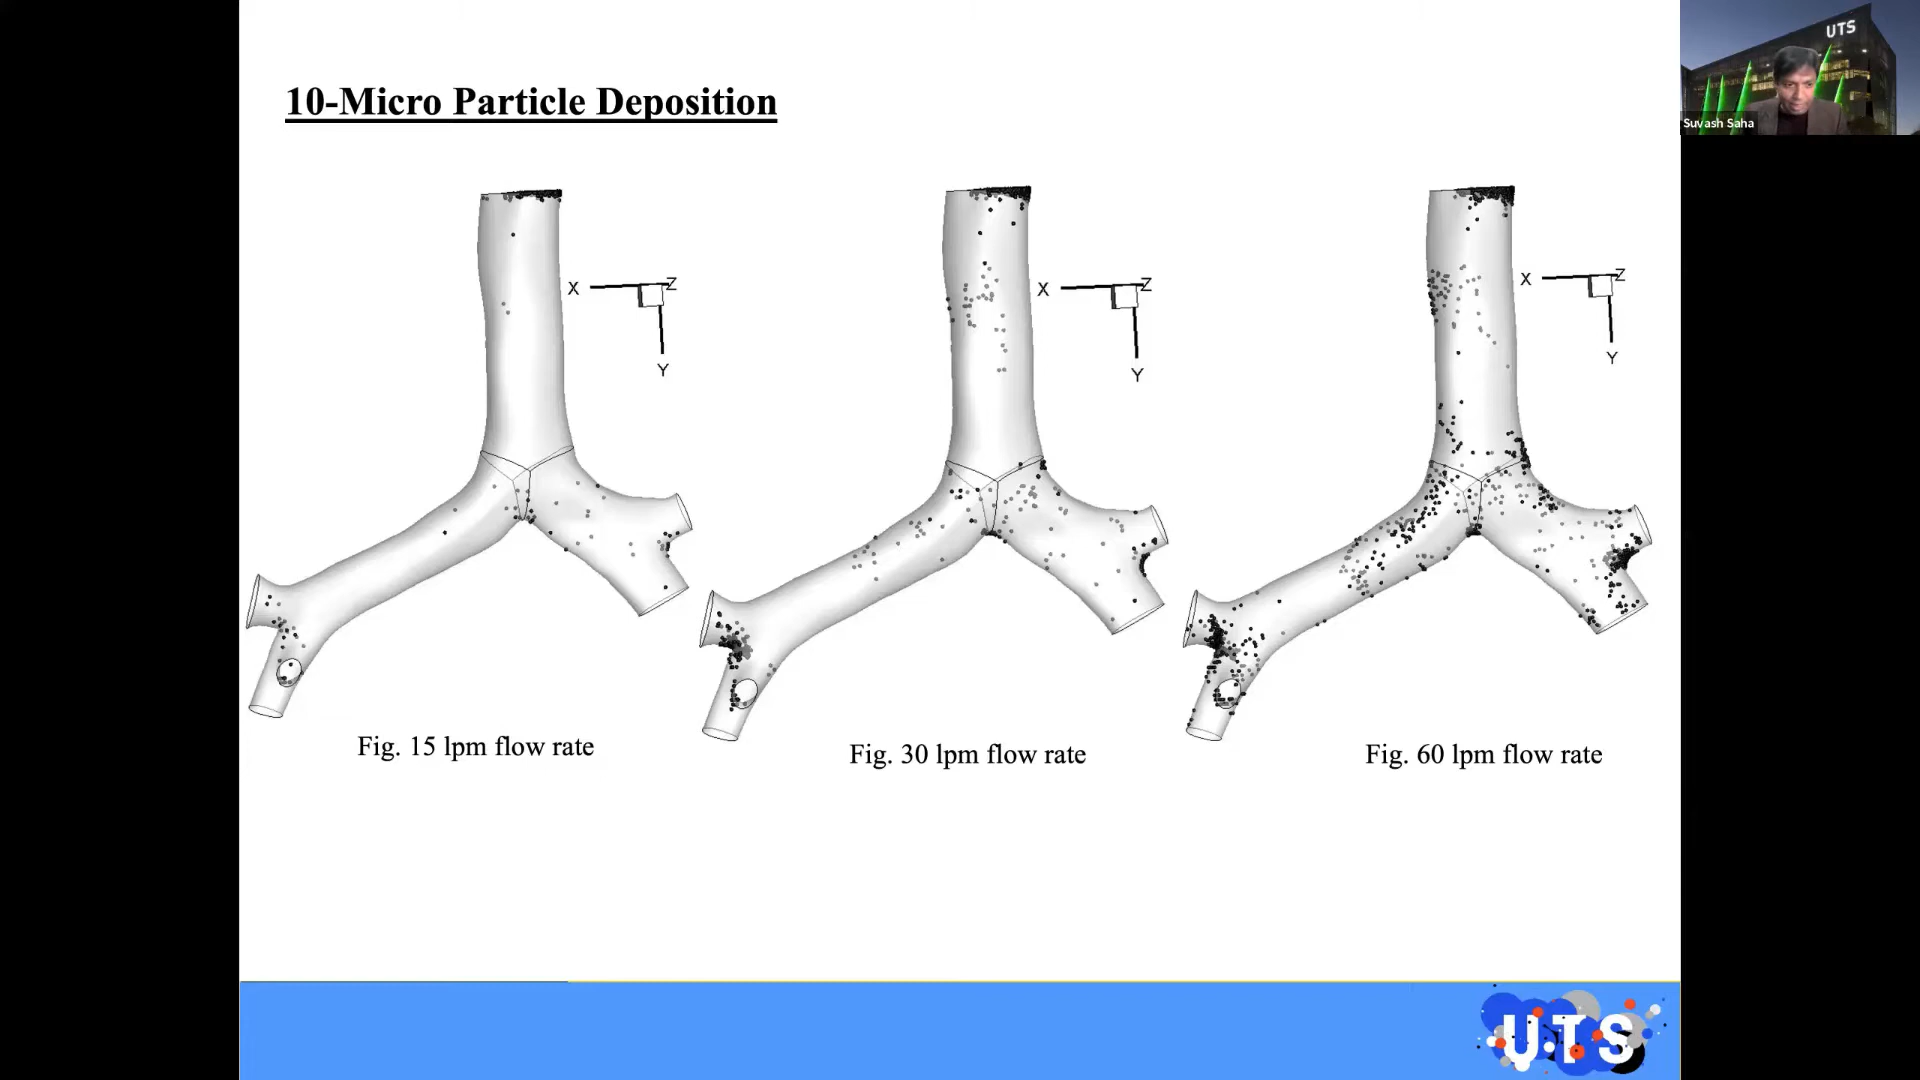 10-Micro Particle Deposition
UTS
Suvash Saha
X
Z
Y
X
Z
Y
X
Z
Y
Fig. 15 lpm flow rate
Fig. 30 lpm flow rate
Fig. 60 lpm flow rate
UTS